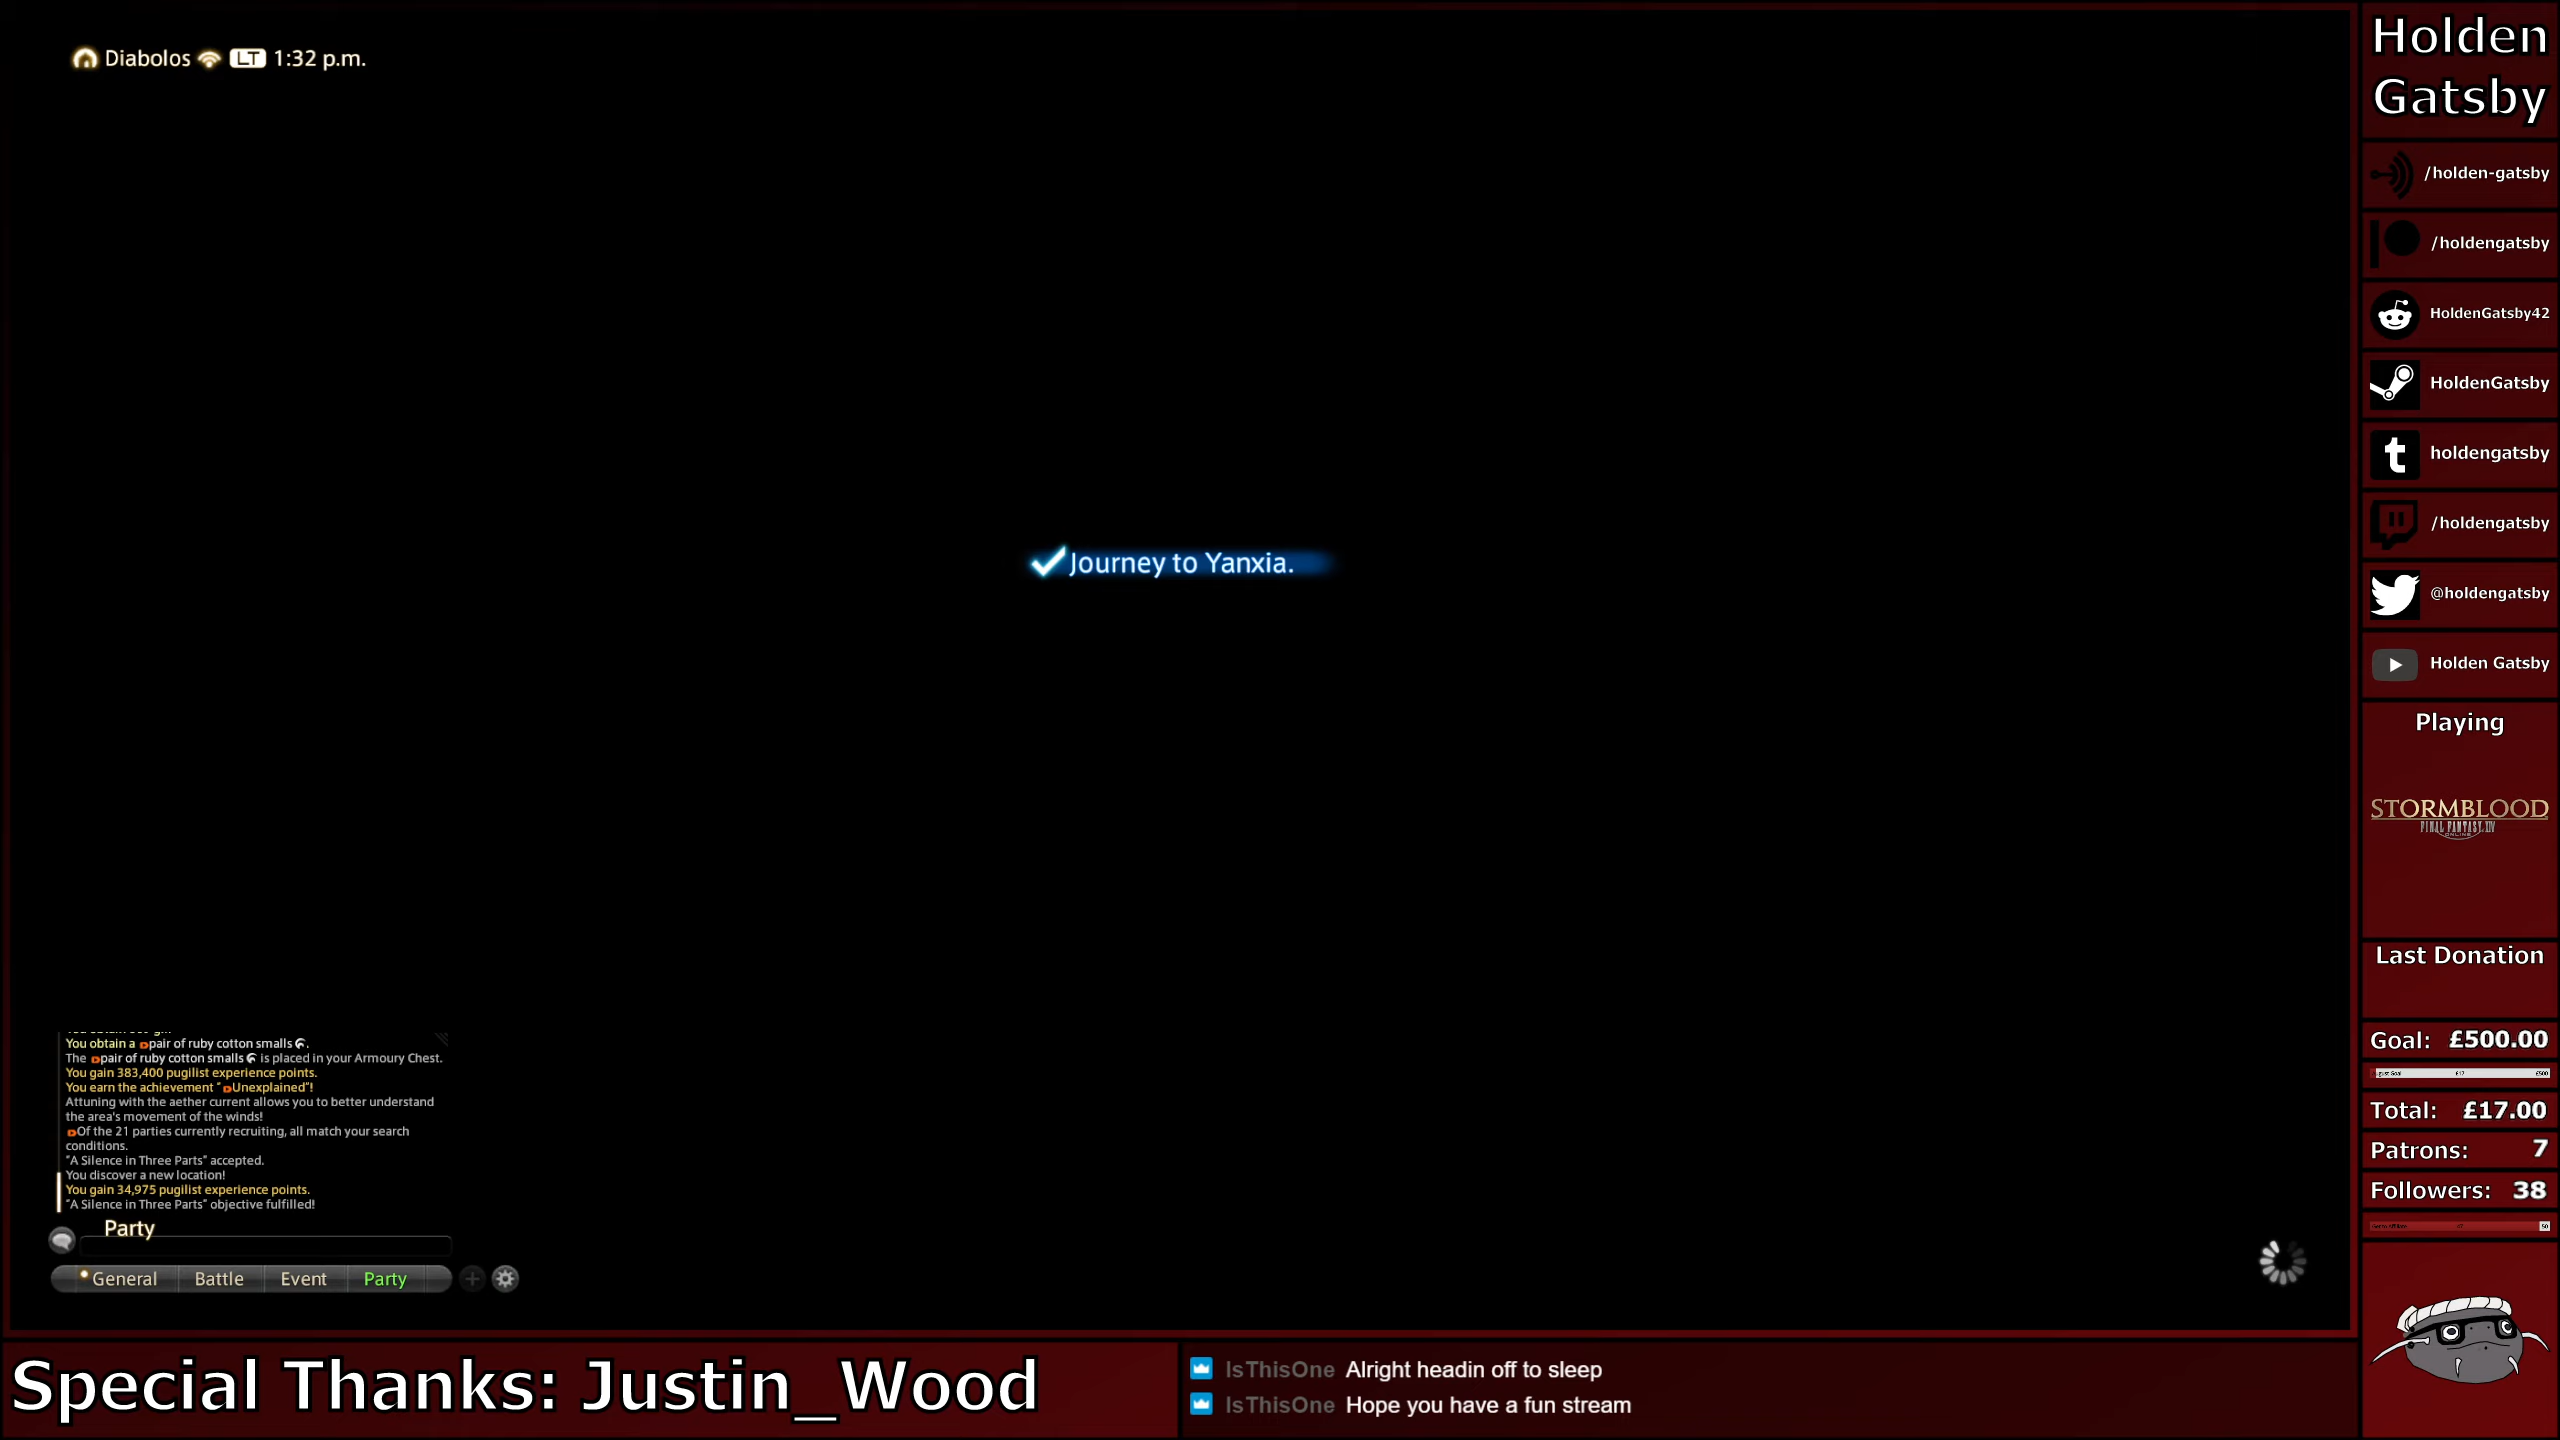 Diabolos LT 1:32 p.m.
Journey to Yanxia.
You obtain a pair of ruby cotton smalls.
The pair of ruby cotton smalls is placed in your Armoury Chest.
You gain 383,400 pugilist experience points.
You earn the achievement "Unexplained"!
Attuning with the aether current allows you to better understand
the area's movement of the winds!
Of the 21 parties currently recruiting, all match your search
conditions.
"A Silence in Three Parts" accepted.
You discover a new location!
You gain 34,975 pugilist experience points.
"A Silence in Three Parts" objective fulfilled!
Party
General Battle Event Party
Special Thanks: Justin_Wood
IsThisOne Alright headin off to sleep
IsThisOne Hope you have a fun stream
Holden
Gatsby
/holden-gatsby
/holdengatsby
HoldenGatsby42
HoldenGatsby
holdengatsby
/holdengatsby
@holdengatsby
Holden Gatsby
Playing
STORMBLOOD
FINAL FANTASY XIV
ONLINE
Last Donation
Goal: £500.00
August Goal £17 £500
Total: £17.00
Patrons: 7
Followers: 38
50